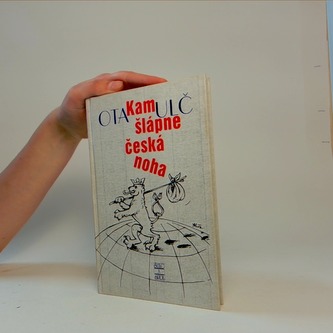 OTA ULČ
Kam
šlápne
česká
noha